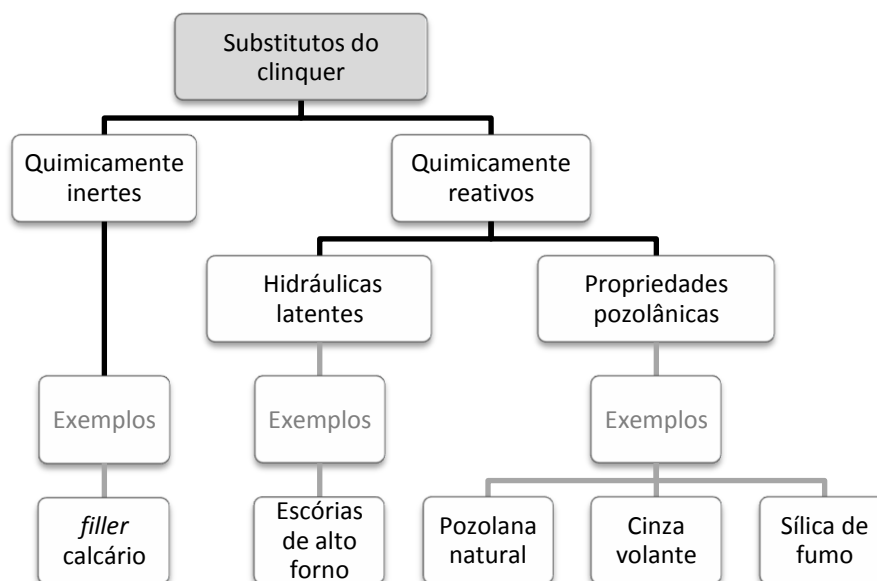 Substitutos do
clinquer
Quimicamente
inertes
Quimicamente
reativos
Hidráulicas
latentes
Propriedades
pozolânicas
Exemplos
Exemplos
Exemplos
filler
calcário
Escórias
de alto
forno
Pozolana
natural
Cinza
volante
Sílica de
fumo